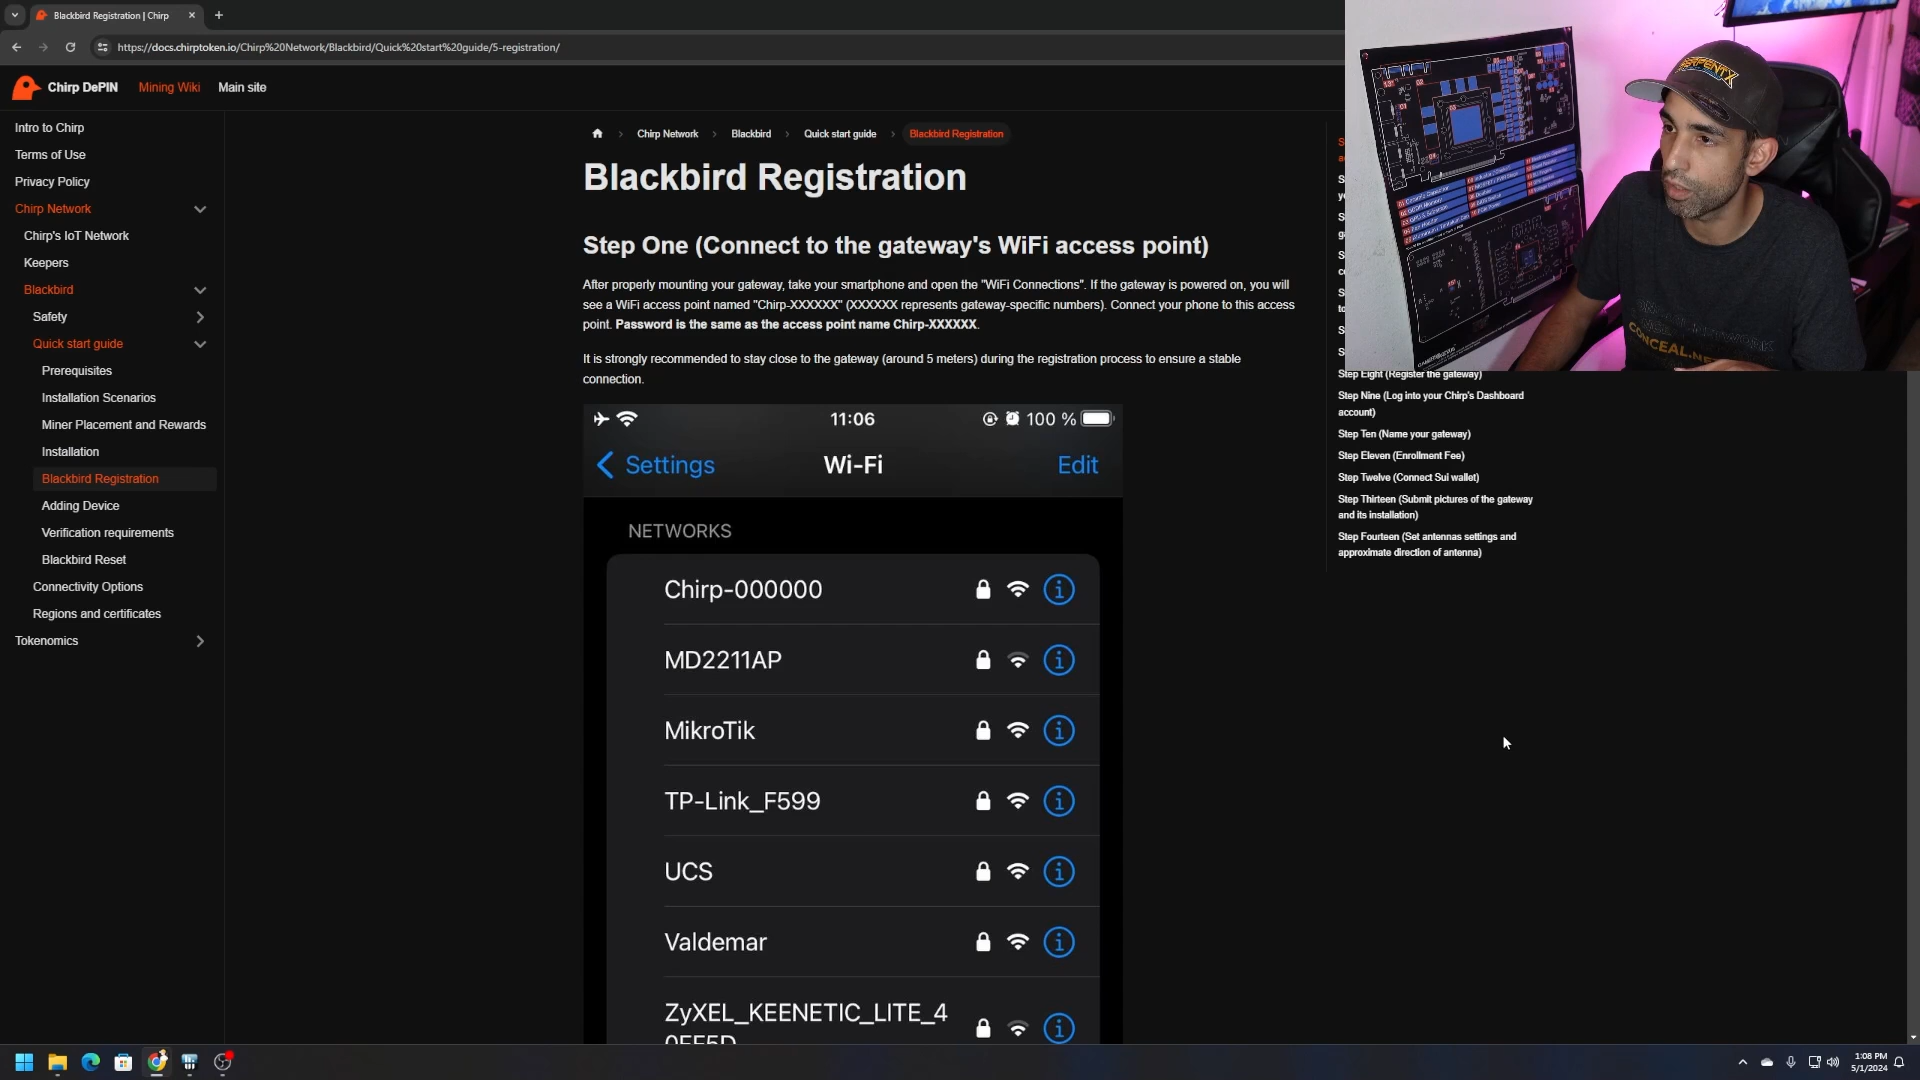 Blackbird Registration | Chirp
https://docs.chirptoken.io/Chirp%20Network/Blackbird/Quick%20start%20guide/5-registration/
Chirp DePIN
Mining Wiki
Main site
Intro to Chirp
Terms of Use
Privacy Policy
Chirp Network
Chirp's IoT Network
Keepers
Blackbird
Safety
Quick start guide
Prerequisites
Installation Scenarios
Miner Placement and Rewards
Installation
Blackbird Registration
Adding Device
Verification requirements
Blackbird Reset
Connectivity Options
Regions and certificates
Tokenomics
Chirp Network
Blackbird
Quick start guide
Blackbird Registration
Blackbird Registration
Step One (Connect to the gateway's WiFi access point)
After properly mounting your gateway, take your smartphone and open the "WiFi Connections". If the gateway is powered on, you will
see a WiFi access point named "Chirp-XXXXXX" (XXXXXX represents gateway-specific numbers). Connect your phone to this access
point. Password is the same as the access point name Chirp-XXXXXX.
It is strongly recommended to stay close to the gateway (around 5 meters) during the registration process to ensure a stable
connection.
11:06
100 %
Settings
Wi-Fi
Edit
NETWORKS
Chirp-000000
MD2211AP
MikroTik
TP-Link_F599
UCS
Valdemar
ZyXEL_KEENETIC_LITE_4
0EF5D
Step Eight (Register the gateway)
Step Nine (Log into your Chirp's Dashboard
account)
Step Ten (Name your gateway)
Step Eleven (Enrollment Fee)
Step Twelve (Connect Sui wallet)
Step Thirteen (Submit pictures of the gateway
and its installation)
Step Fourteen (Set antennas settings and
approximate direction of antenna)
CONCEAL.NE
1:08 PM
5/1/2024